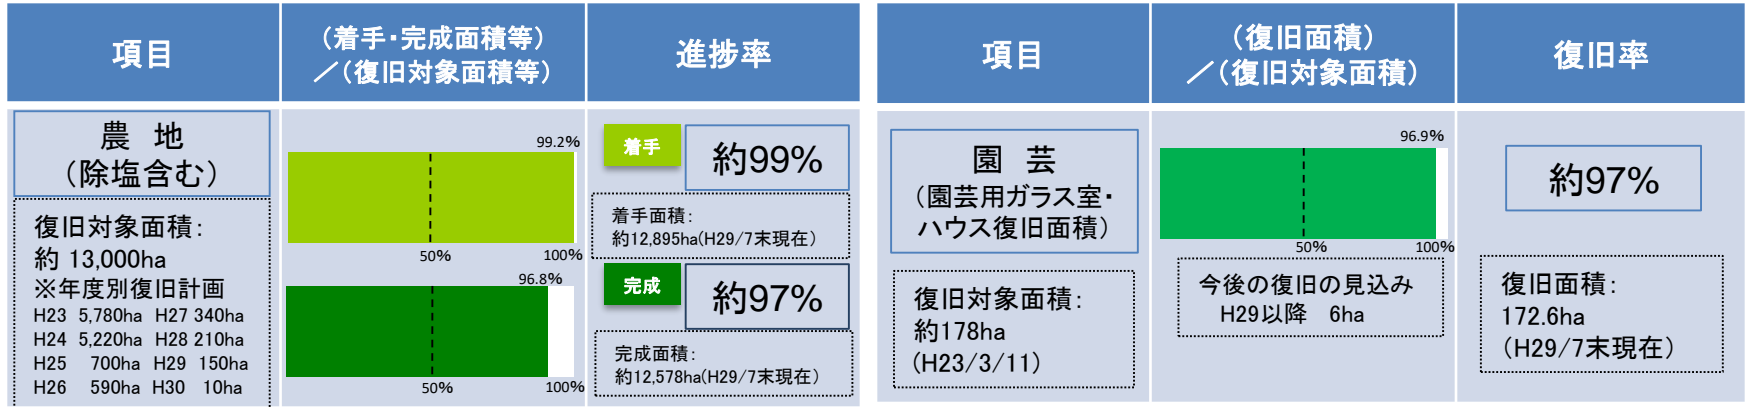 項目
（着手・完成面積等）
／（復旧対象面積等）
進捗率
農　地
（除塩含む）
復旧対象面積：
約 13,000ha
※年度別復旧計画
H23 5,780ha H27 340ha
H24 5,220ha H28 210ha
H25 700ha H29 150ha
H26 590ha H30 10ha
99.2%
50%
100%
96.8%
50%
100%
着手
約99%
着手面積：
約12,895ha(H29/7末現在）
完成
約97%
完成面積：
約12,578ha(H29/7末現在）
項目
（復旧面積）
／（復旧対象面積）
復旧率
園　芸
（園芸用ガラス室・
ハウス復旧面積）
復旧対象面積：
約178ha
(H23/3/11)
96.9%
50%
100%
今後の復旧の見込み
H29以降　6ha
約97%
復旧面積：
172.6ha
（H29/7末現在）